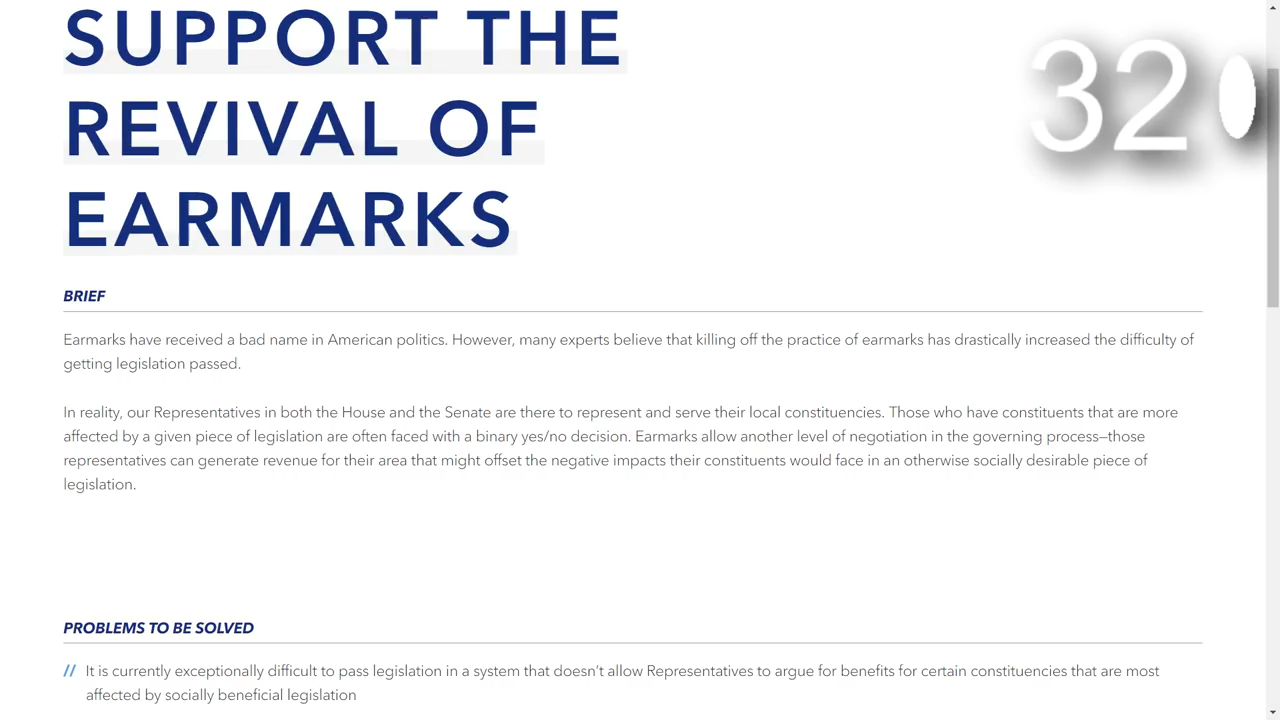 SUPPORT THE
REVIVAL OF
EARMARKS
32
BRIEF
Earmarks have received a bad name in American politics. However, many experts believe that killing off the practice of earmarks has drastically increased the difficulty of
getting legislation passed.
In reality, our Representatives in both the House and the Senate are there to represent and serve their local constituencies. Those who have constituents that are more
affected by a given piece of legislation are often faced with a binary yes/no decision. Earmarks allow another level of negotiation in the governing process—those
representatives can generate revenue for their area that might offset the negative impacts their constituents would face in an otherwise socially desirable piece of
legislation.
PROBLEMS TO BE SOLVED
// It is currently exceptionally difficult to pass legislation in a system that doesn't allow Representatives to argue for benefits for certain constituencies that are most
affected by socially beneficial legislation